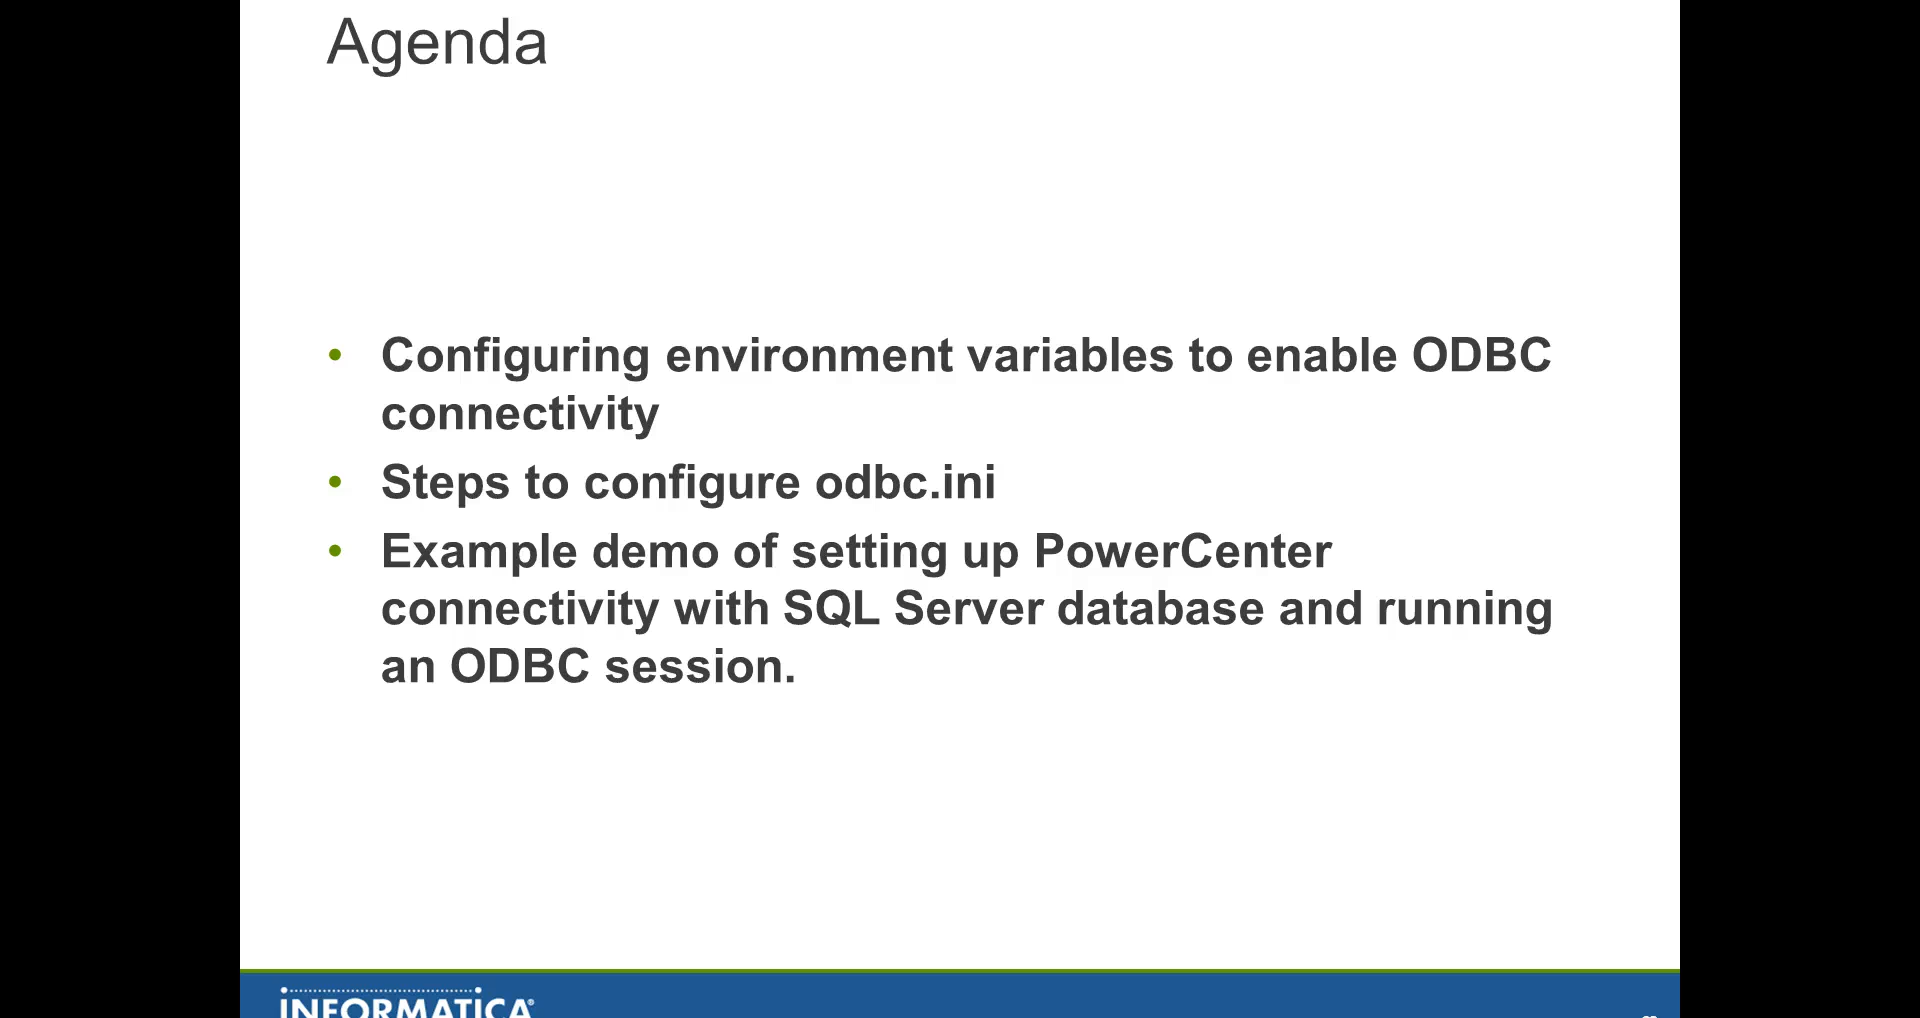 Agenda
• Configuring environment variables to enable ODBC
connectivity
• Steps to configure odbc.ini
• Example demo of setting up PowerCenter
connectivity with SQL Server database and running
an ODBC session.
INFORMATICA®